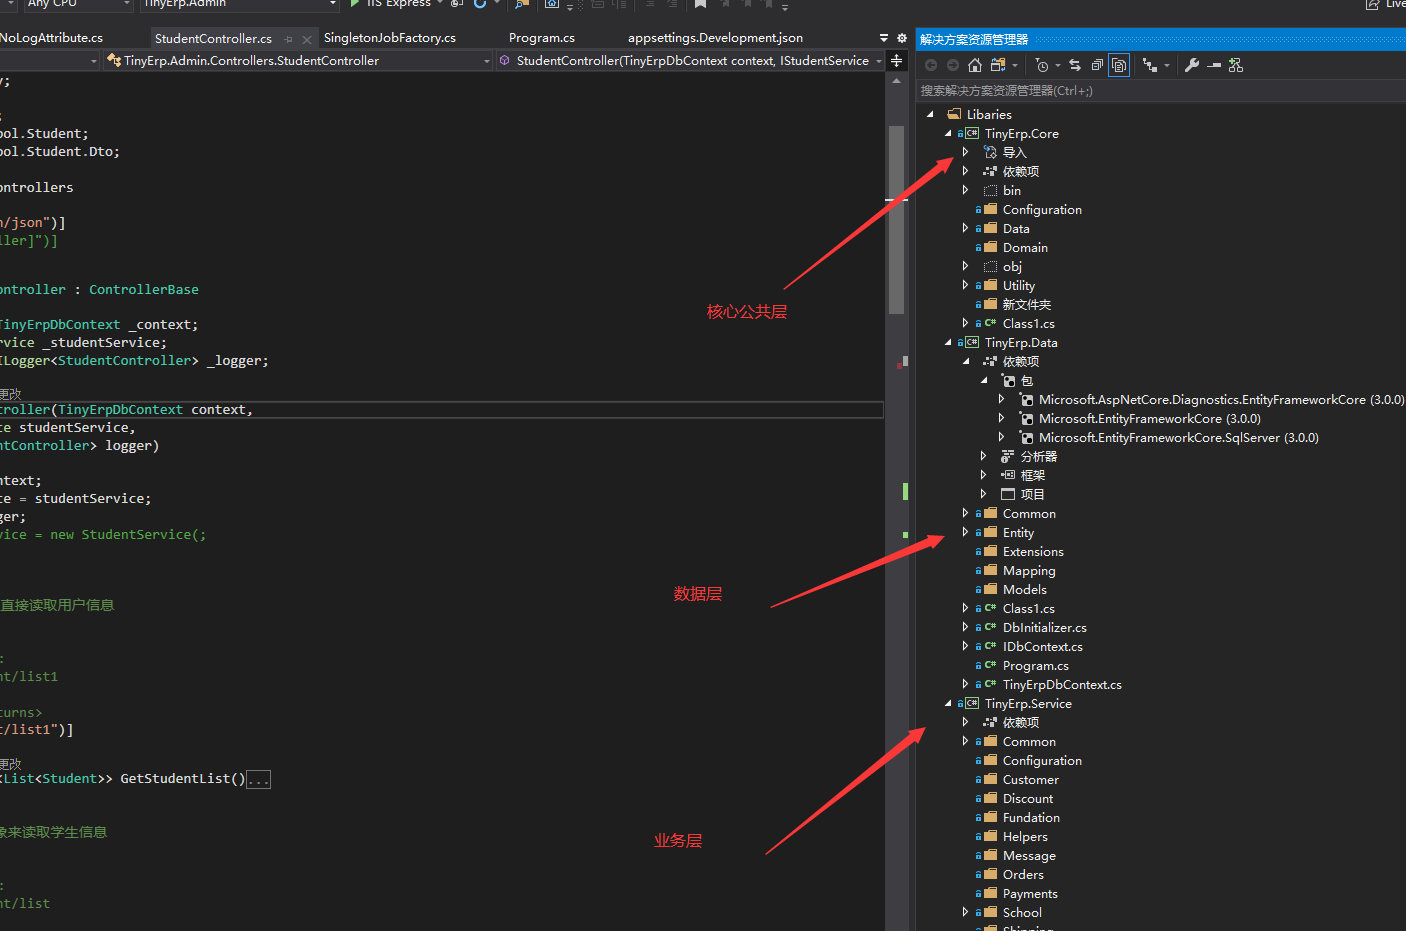 Any CPU
TinyErp.Admin
IIS Express
Live
NoLogAttribute.cs
StudentController.cs
SingletonJobFactory.cs
Program.cs
appsettings.Development.json
TinyErp.Admin.Controllers.StudentController
StudentController(TinyErpDbContext context, IStudentService
y;
;
ool.Student;
ool.Student.Dto;
ontrollers
n/json")]
ller]")]
ontroller : ControllerBase
TinyErpDbContext _context;
rvice _studentService;
ILogger<StudentController> _logger;
更改
troller(TinyErpDbContext context,
ce studentService,
ntController> logger)
ntext;
ce = studentService;
ger;
vice = new StudentService(;
直接读取用户信息
:
nt/list1
turns>
t/list1")]
更改
<List<Student>> GetStudentList()...
象来读取学生信息
:
nt/list
核心公共层
数据层
业务层
解决方案资源管理器
搜索解决方案资源管理器(Ctrl+;)
Libaries
TinyErp.Core
导入
依赖项
bin
Configuration
Data
Domain
obj
Utility
新文件夹
Class1.cs
TinyErp.Data
依赖项
包
Microsoft.AspNetCore.Diagnostics.EntityFrameworkCore (3.0.0)
Microsoft.EntityFrameworkCore (3.0.0)
Microsoft.EntityFrameworkCore.SqlServer (3.0.0)
分析器
框架
项目
Common
Entity
Extensions
Mapping
Models
Class1.cs
DbInitializer.cs
IDbContext.cs
Program.cs
TinyErpDbContext.cs
TinyErp.Service
依赖项
Common
Configuration
Customer
Discount
Fundation
Helpers
Message
Orders
Payments
School
Shipping